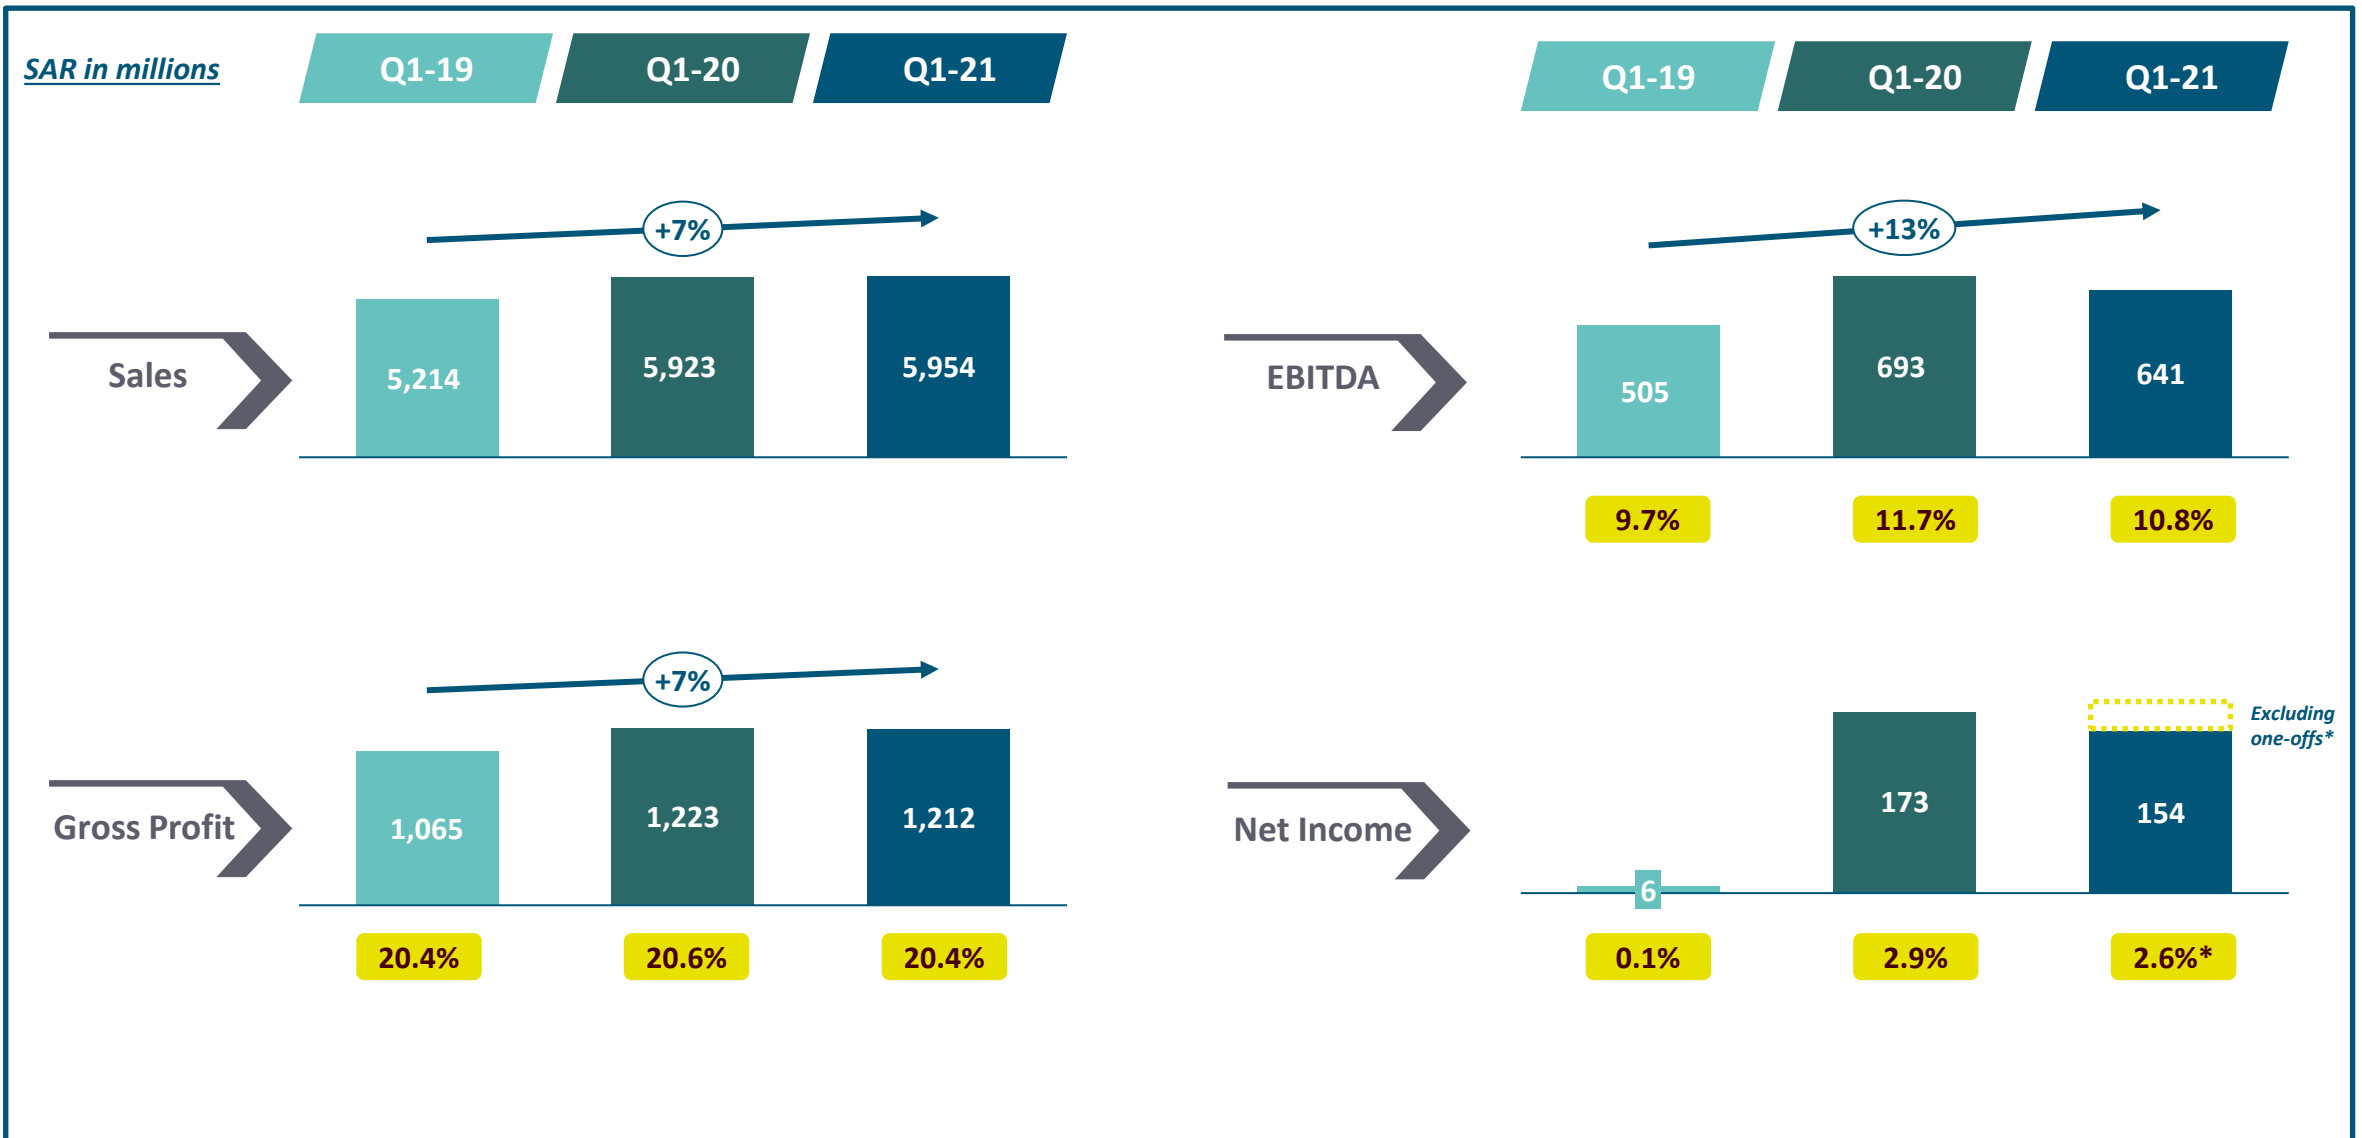 SAR in millions
Q1-19 Q1-20 Q1-21
Q1-19 Q1-20 Q1-21
+7%
Sales
5,214 5,923 5,954
+13%
EBITDA
505 693 641
9.7% 11.7% 10.8%
+7%
Gross Profit
1,065 1,223 1,212
20.4% 20.6% 20.4%
Excluding
one-offs*
Net Income
6 173 154
0.1% 2.9% 2.6%*